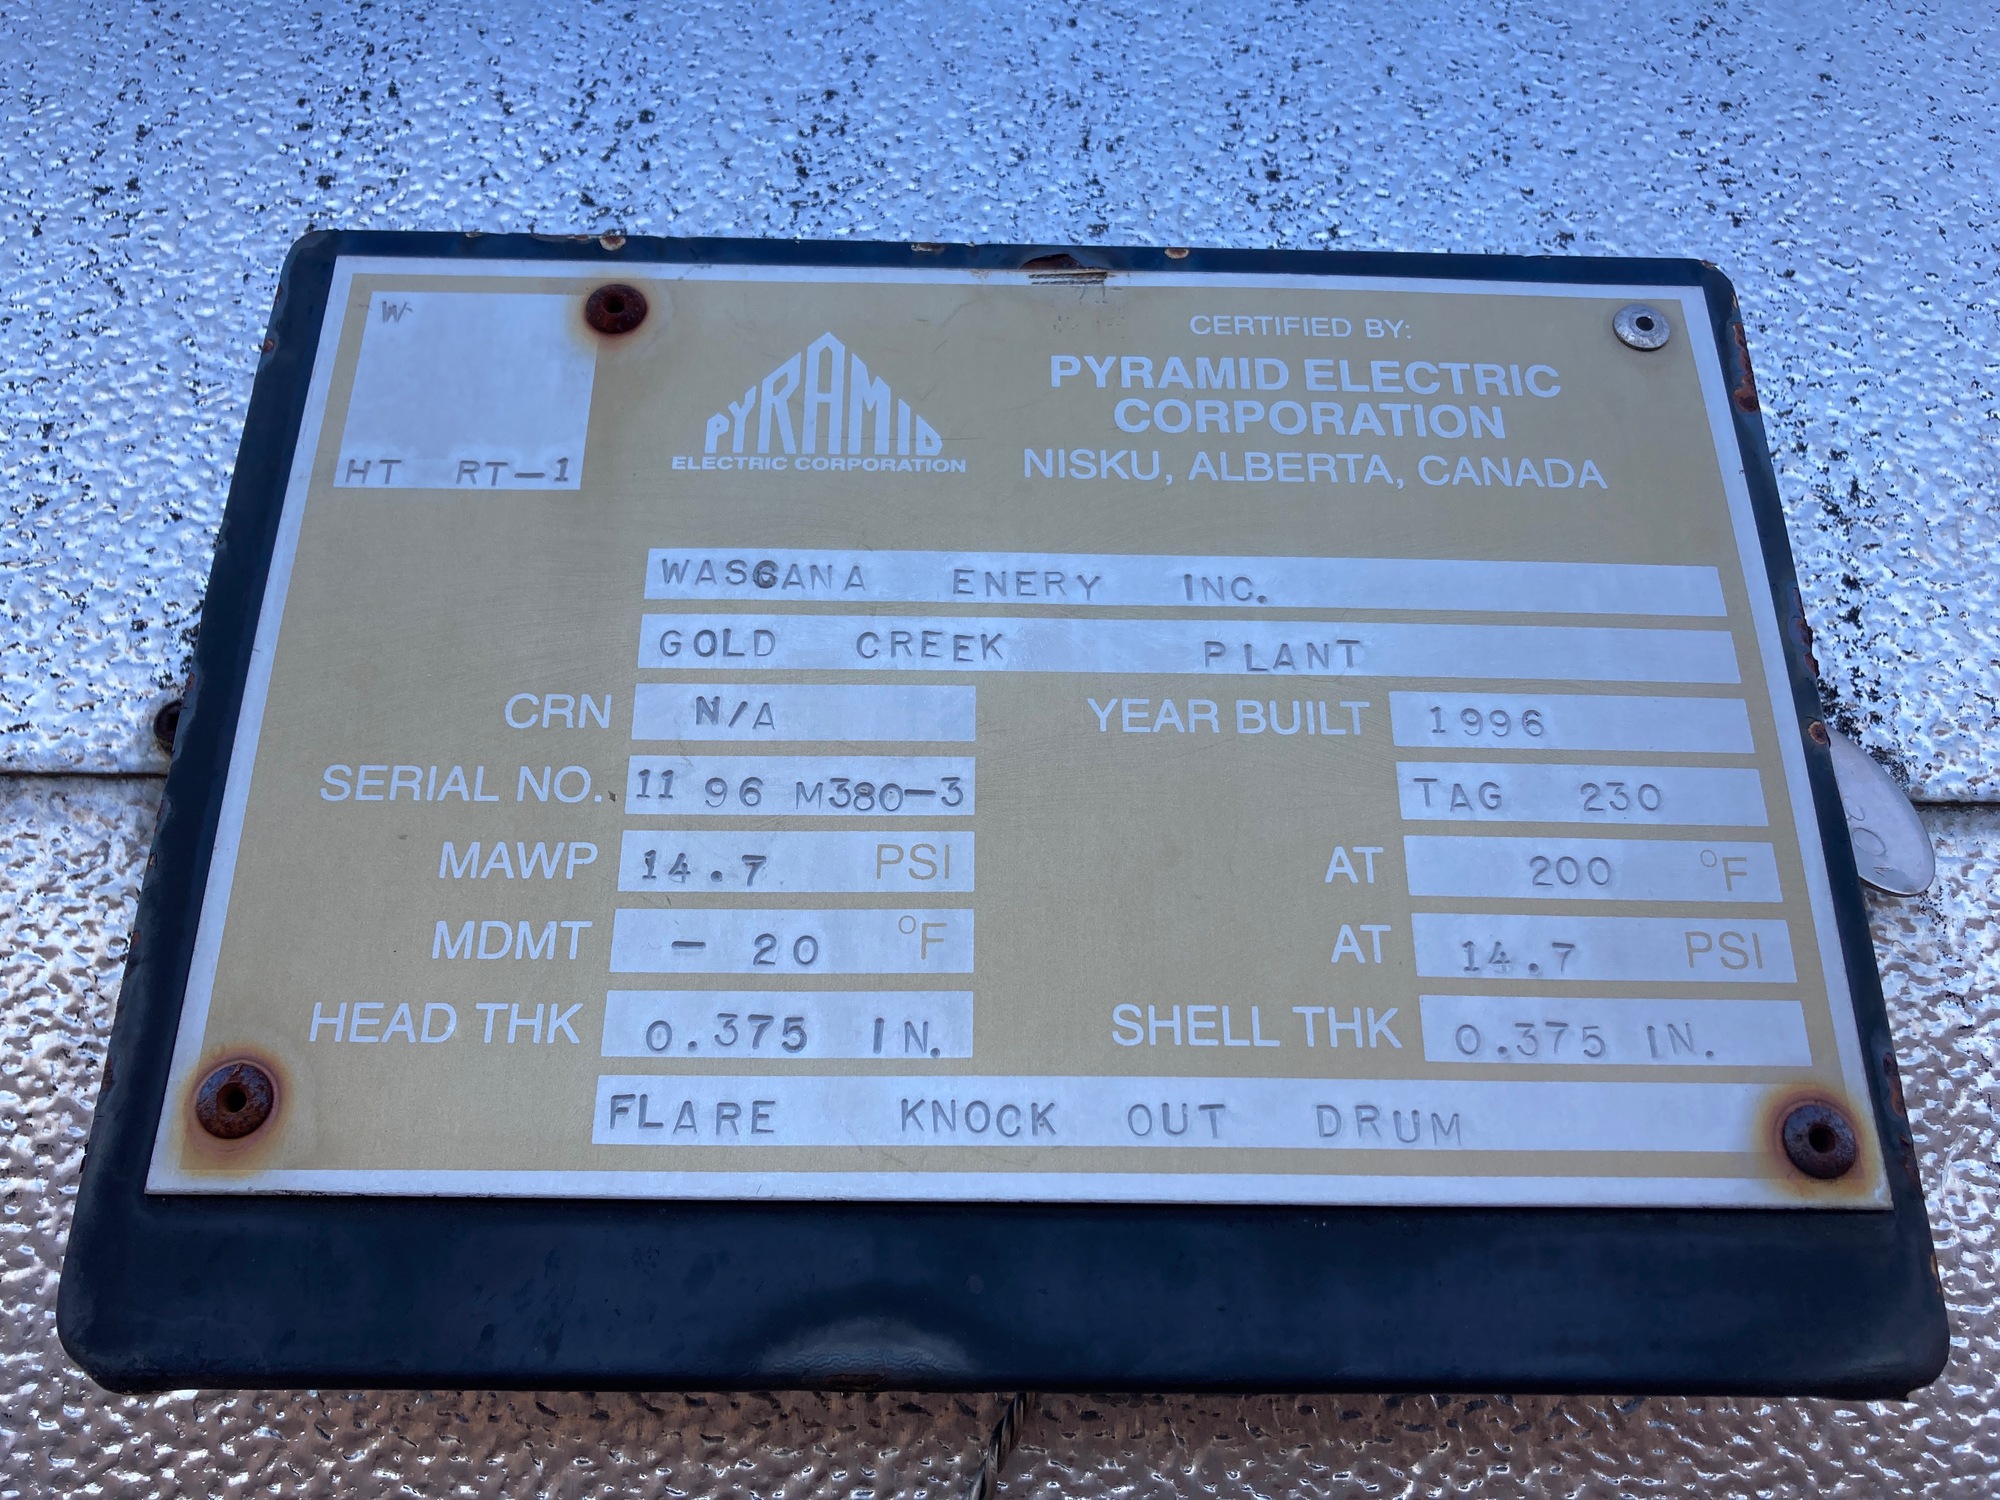 W
HT RT-1
PYRAMID
ELECTRIC CORPORATION
CERTIFIED BY:
PYRAMID ELECTRIC
CORPORATION
NISKU, ALBERTA, CANADA
WASGANA ENERY INC.
GOLD CREEK PLANT
CRN N/A YEAR BUILT 1996
SERIAL NO. 11 96 M380-3 TAG 230
MAWP 14.7 PSI AT 200 °F
MDMT - 20 °F AT 14.7 PSI
HEAD THK 0.375 IN. SHELL THK 0.375 IN.
FLARE KNOCK OUT DRUM